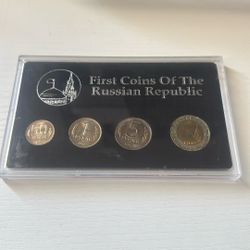 First Coins Of The
Russian Republic